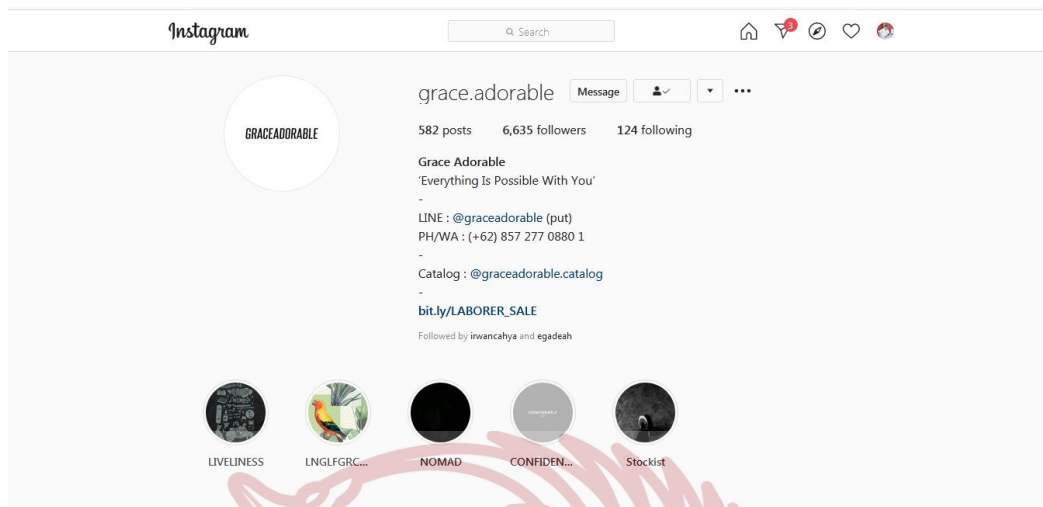 Instagram
Search
3
GRACEADORABLE
grace.adorable Message
582 posts 6,635 followers 124 following
Grace Adorable
'Everything Is Possible With You'
-
LINE : @graceadorable (put)
PH/WA : (+62) 857 277 0880 1
-
Catalog : @graceadorable.catalog
-
bit.ly/LABORER_SALE
Followed by irwancahya and egadeah
LIVELINESS LNGLFGRC... NOMAD CONFIDEN... Stockist